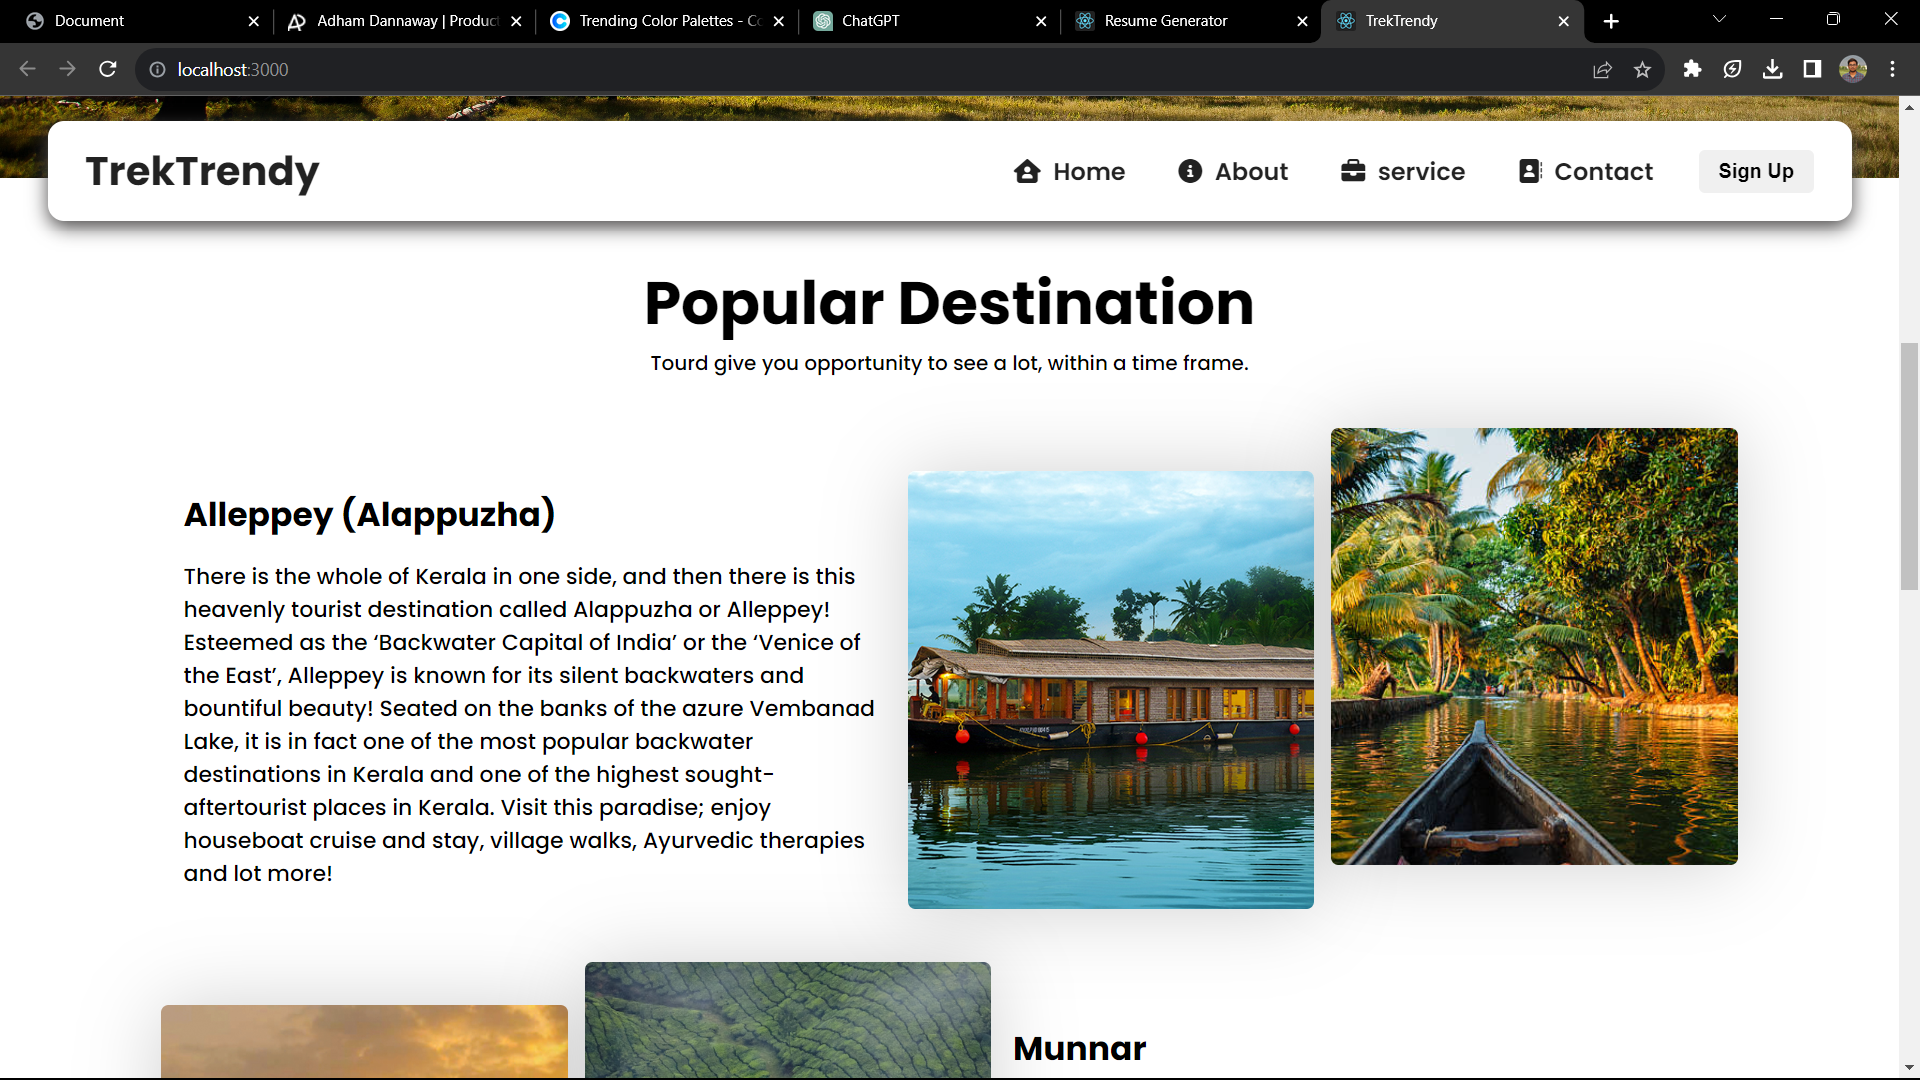 Document
Adham Dannaway | Product
Trending Color Palettes - Co
ChatGPT
Resume Generator
TrekTrendy
localhost:3000
TrekTrendy
Home
About
service
Contact
Sign Up
Popular Destination
Tourd give you opportunity to see a lot, within a time frame.
Alleppey (Alappuzha)
There is the whole of Kerala in one side, and then there is this
heavenly tourist destination called Alappuzha or Alleppey!
Esteemed as the ‘Backwater Capital of India’ or the ‘Venice of
the East’, Alleppey is known for its silent backwaters and
bountiful beauty! Seated on the banks of the azure Vembanad
Lake, it is in fact one of the most popular backwater
destinations in Kerala and one of the highest sought-
aftertourist places in Kerala. Visit this paradise; enjoy
houseboat cruise and stay, village walks, Ayurvedic therapies
and lot more!
Munnar